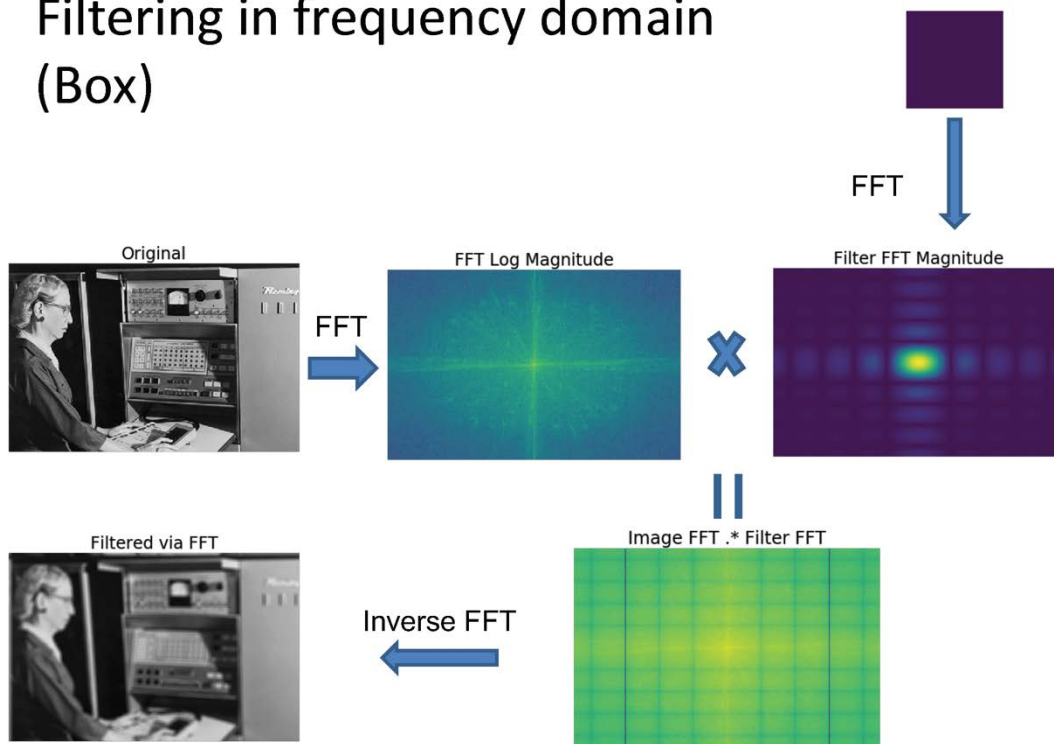 Filtering in frequency domain
(Box)
FFT
Original
FFT Log Magnitude
Filter FFT Magnitude
FFT
Filtered via FFT
Image FFT .* Filter FFT
Inverse FFT